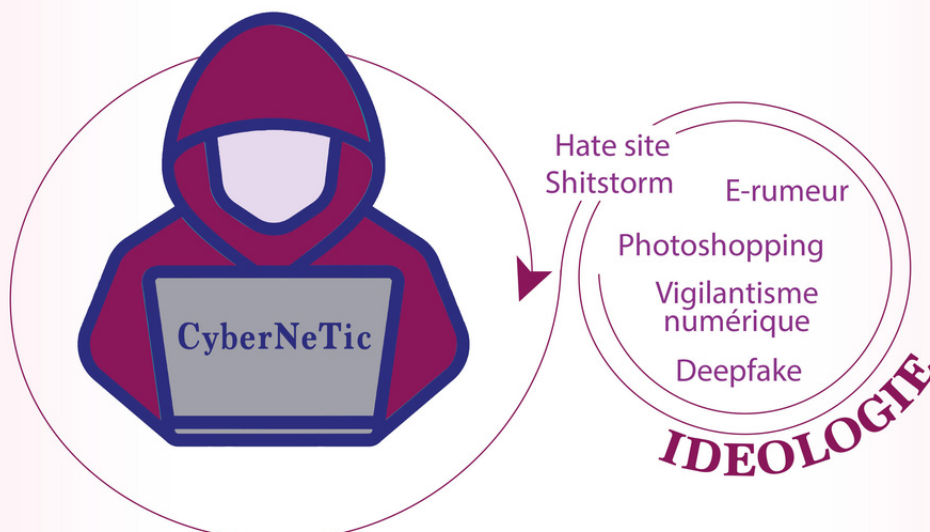 CyberNeTic
Hate site
Shitstorm
E-rumeur
Photoshopping
Vigilantisme
numérique
Deepfake
IDEOLOGIE